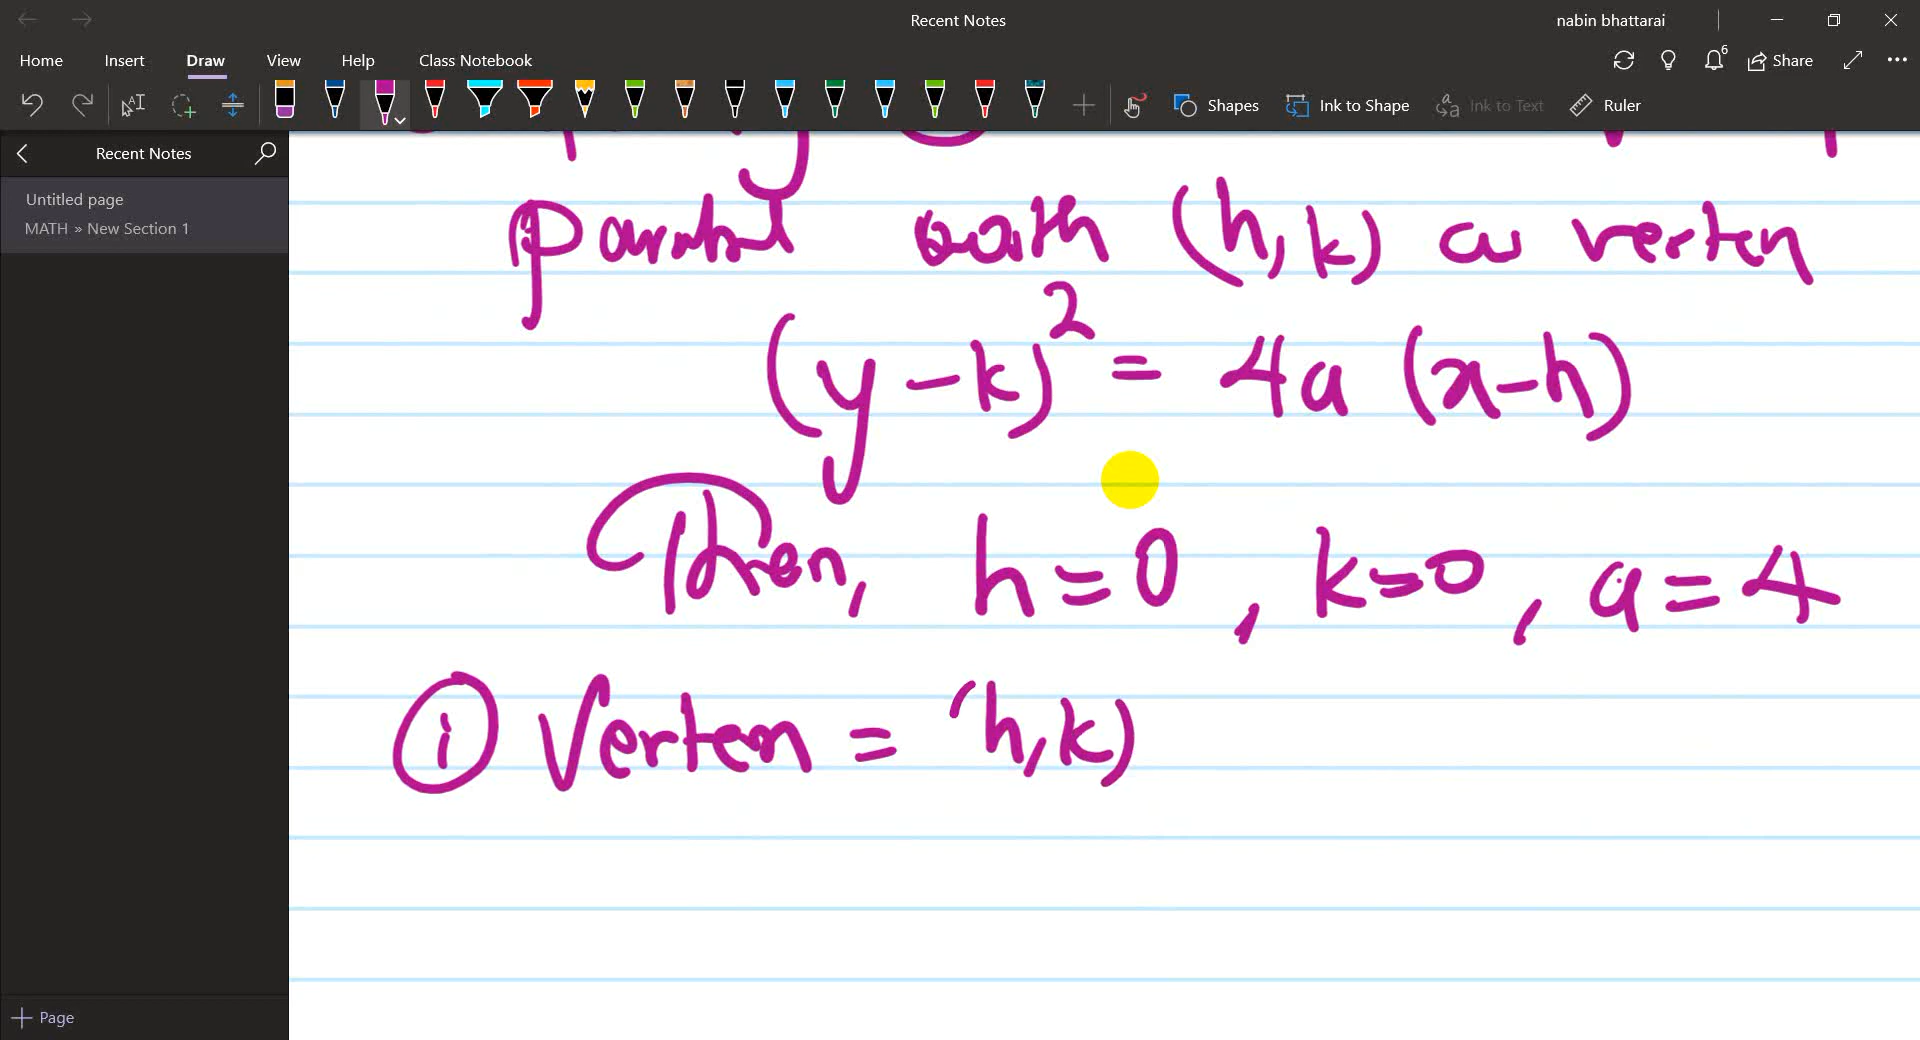 Recent Notes
nabin bhattarai
Home Insert Draw View Help Class Notebook
6
Share
Shapes Ink to Shape Ink to Text Ruler
Recent Notes
Untitled page
MATH » New Section 1
with (h,k) as vertex
(y-k)² = 4a (x-h)
Then, h=0, k=0, a=4
① Vertex = (h,k)
Page